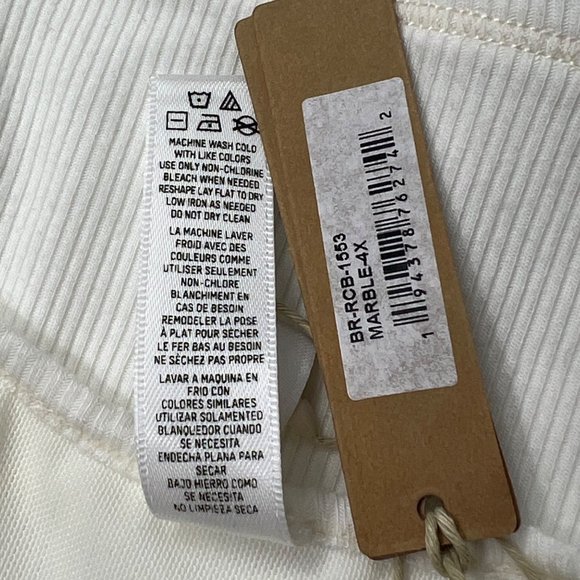 MACHINE WASH COLD
WITH LIKE COLORS
USE ONLY NON-CHLORINE
BLEACH WHEN NEEDED
RESHAPE LAY FLAT TO DRY
LOW IRON AS NEEDED
DO NOT DRY CLEAN
LA MACHINE LAVER
FROID AVEC DES
COULEURS COMME
UTILISER SEULEMENT
NON-CHLORE
BLANCHIMENT EN
CAS DE BESOIN
REMODELER LA POSE
À PLAT POUR SÉCHER
LE FER BAS AU BESOIN
NE SÈCHEZ PAS PROPRE
LAVAR A MAQUINA EN
FRIO CON
COLORES SIMILARES
UTILIZAR SOLAMENTED
BLANQUEDOR CUANDO
SE NECESITA
ENDECHA PLANA PARA
SECAR
BAJO HIERRO COMO
SE NECESITA
NO LIMPIEZA SECA
BR-RCB-1553
MARBLE-4X
1 94378 76274 2